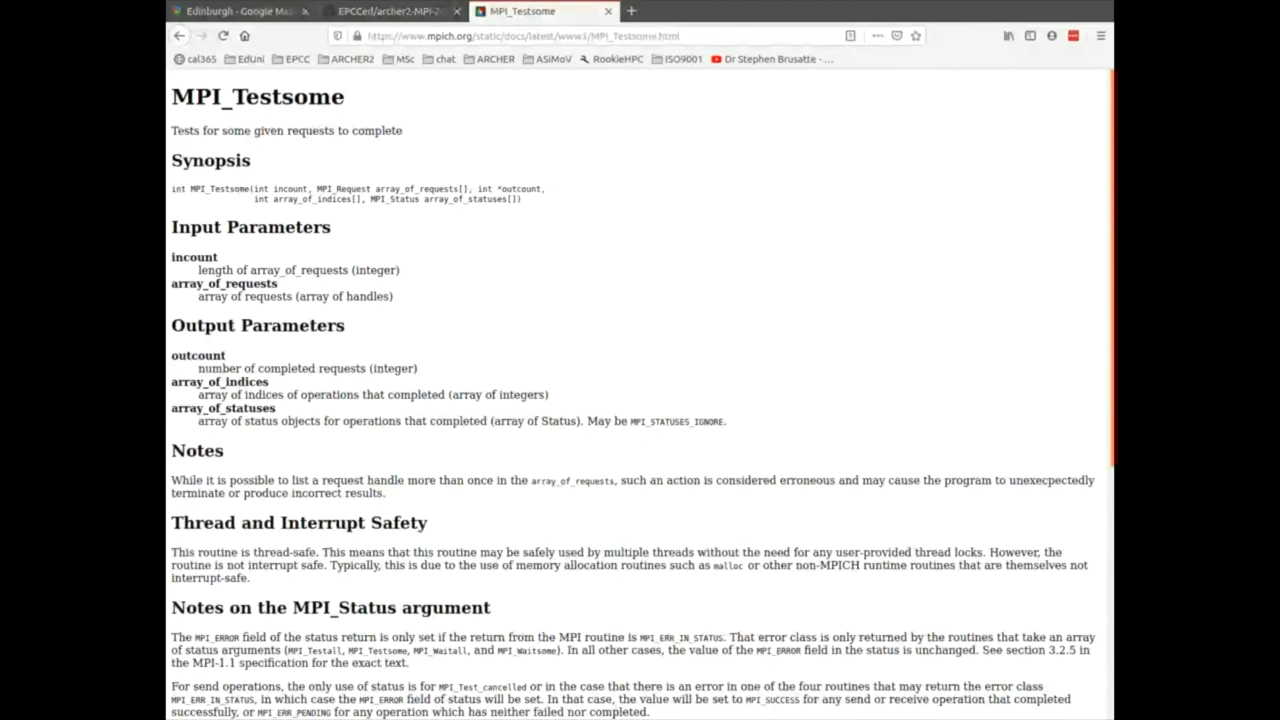 Edinburgh - Google Ma
EPCCed/archer2-MPI-2
MPI_Testsome
https://www.mpich.org/static/docs/latest/www3/MPI_Testsome.html
cal365 EdUni EPCC ARCHER2 MSc chat ARCHER ASiMoV RookieHPC ISO9001 Dr Stephen Brusatte - ...
MPI_Testsome
Tests for some given requests to complete
Synopsis
int MPI_Testsome(int incount, MPI_Request array_of_requests[], int *outcount,
int array_of_indices[], MPI_Status array_of_statuses[])
Input Parameters
incount
length of array_of_requests (integer)
array_of_requests
array of requests (array of handles)
Output Parameters
outcount
number of completed requests (integer)
array_of_indices
array of indices of operations that completed (array of integers)
array_of_statuses
array of status objects for operations that completed (array of Status). May be MPI_STATUSES_IGNORE.
Notes
While it is possible to list a request handle more than once in the array_of_requests, such an action is considered erroneous and may cause the program to unexecpectedly
terminate or produce incorrect results.
Thread and Interrupt Safety
This routine is thread-safe. This means that this routine may be safely used by multiple threads without the need for any user-provided thread locks. However, the
routine is not interrupt safe. Typically, this is due to the use of memory allocation routines such as malloc or other non-MPICH runtime routines that are themselves not
interrupt-safe.
Notes on the MPI_Status argument
The MPI_ERROR field of the status return is only set if the return from the MPI routine is MPI_ERR_IN_STATUS. That error class is only returned by the routines that take an array
of status arguments (MPI_Testall, MPI_Testsome, MPI_Waitall, and MPI_Waitsome). In all other cases, the value of the MPI_ERROR field in the status is unchanged. See section 3.2.5 in
the MPI-1.1 specification for the exact text.
For send operations, the only use of status is for MPI_Test_cancelled or in the case that there is an error in one of the four routines that may return the error class
MPI_ERR_IN_STATUS, in which case the MPI_ERROR field of status will be set. In that case, the value will be set to MPI_SUCCESS for any send or receive operation that completed
successfully, or MPI_ERR_PENDING for any operation which has neither failed nor completed.